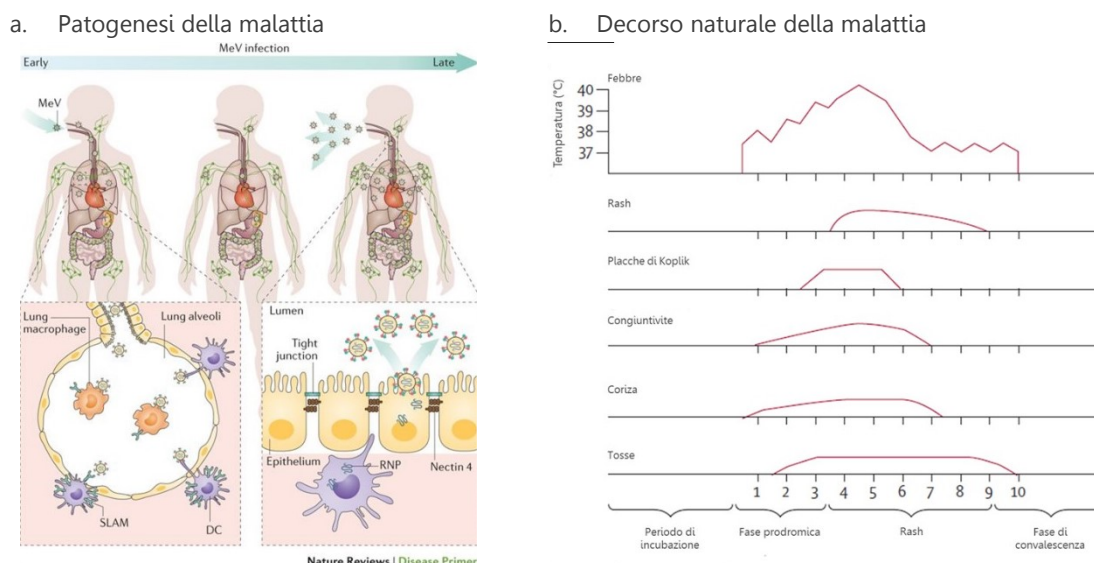 a. Patogenesi della malattia
MeV infection
Early
Late
MeV
Lung
macrophage
Lung alveoli
SLAM
DC
Lumen
Tight
junction
Epithelium
RNP
Nectin 4
Nature Reviews | Disease Primer
b. Decorso naturale della malattia
Febbre
Temperatura (°C)
40
39
38
37
Rash
Placche di Koplik
Congiuntivite
Coriza
Tosse
1 2 3 4 5 6 7 8 9 10
Periodo di
incubazione
Fase prodromica
Rash
Fase di
convalescenza